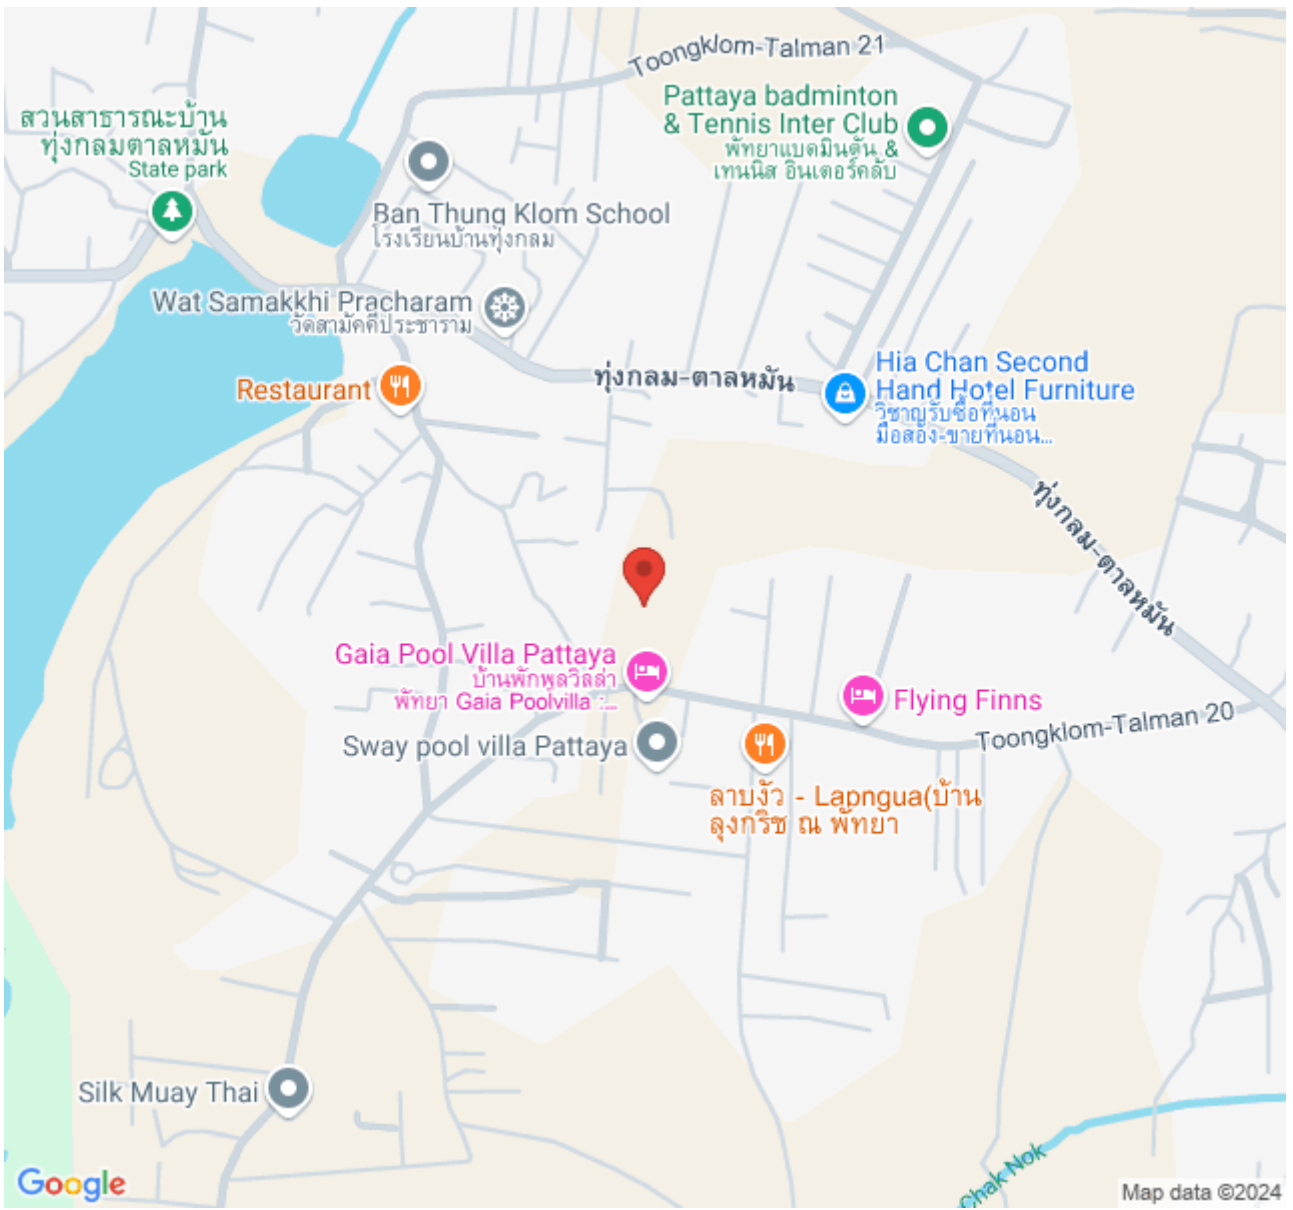 Toongklom-Talman 21
Pattaya badminton
& Tennis Inter Club
พัทยาแบดมินตัน &
เทนนิส อินเตอร์คลับ
สวนสาธารณะบ้าน
ทุ่งกลมตาลหมัน
State park
Ban Thung Klom School
โรงเรียนบ้านทุ่งกลม
Wat Samakkhi Pracharam
วัดสามัคคีประชาราม
Restaurant
ทุ่งกลม-ตาลหมัน
Hia Chan Second
Hand Hotel Furniture
วิชาญรับซื้อที่นอน
มือสอง-ขายที่นอน...
ทุ่งกลม-ตาลหมัน
Gaia Pool Villa Pattaya
บ้านพักพูลวิลล่า
พัทยา Gaia Poolvilla :...
Flying Finns
Toongklom-Talman 20
Sway pool villa Pattaya
ลาบงัว - Lapngua(บ้าน
ลุงกริช ณ พัทยา
Silk Muay Thai
Chak Nok
Google
Map data ©2024